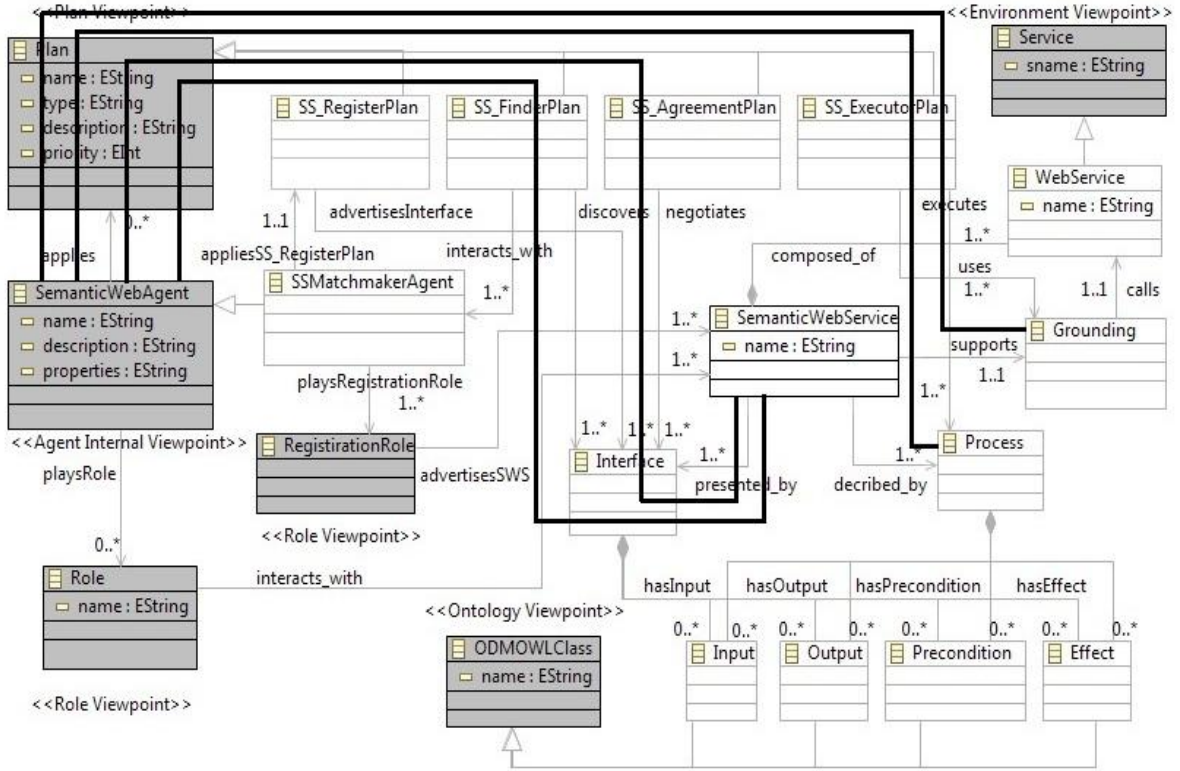 <<Plan Viewpoint>>
<<Environment Viewpoint>>
Plan
name : EString
type : EString
description : EString
priority : EInt
Service
sname : EString
SS_RegisterPlan
SS_FinderPlan
SS_AgreementPlan
SS_ExecutorPlan
WebService
name : EString
0..*
applies
1..1
appliesSS_RegisterPlan
advertisesInterface
interacts_with
discovers
negotiates
executes
1..*
composed_of
uses
1..*
1..1
calls
SemanticWebAgent
name : EString
description : EString
properties : EString
SSMatchmakerAgent
1..*
1..*
SemanticWebService
name : EString
1..*
Grounding
supports
1..1
playsRegistrationRole
1..*
1..*
<<Agent Internal Viewpoint>>
playsRole
RegistirationRole
advertisesSWS
1..*
1..*
1..*
Interface
1..*
presented_by
1..*
decribed_by
Process
<<Role Viewpoint>>
0..*
Role
name : EString
interacts_with
<<Role Viewpoint>>
hasInput
hasOutput
hasPrecondition
hasEffect
<<Ontology Viewpoint>>
0..*
0..*
0..*
0..*
0..*
0..*
0..*
0..*
ODMOWLClass
name : EString
Input
Output
Precondition
Effect